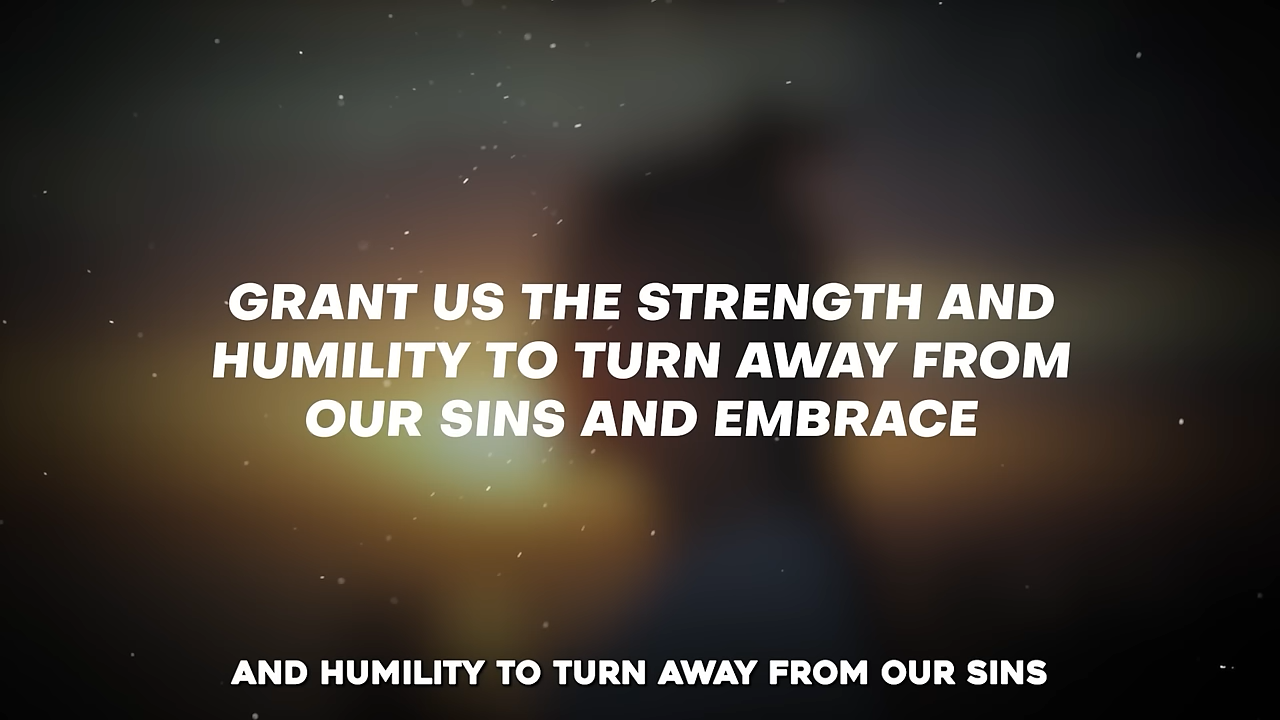 GRANT US THE STRENGTH AND
HUMILITY TO TURN AWAY FROM
OUR SINS AND EMBRACE
AND HUMILITY TO TURN AWAY FROM OUR SINS